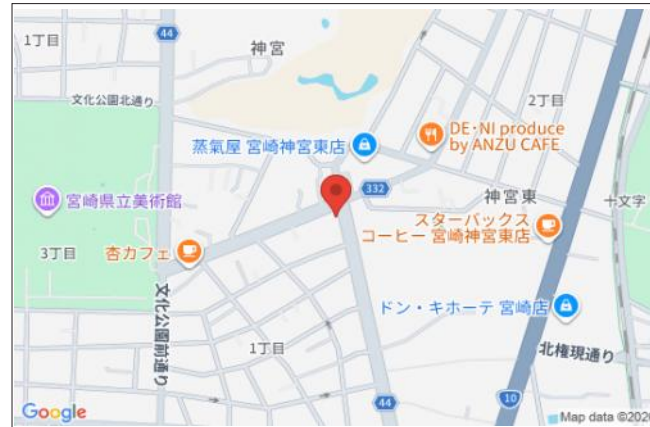 1丁目
44
神宮
文化公園北通り
2丁目
DE・NI produce
by ANZU CAFE
蒸氣屋 宮崎神宮東店
332
宮崎県立美術館
神宮東
十文字
スターバックス
コーヒー 宮崎神宮東店
3丁目
杏カフェ
ドン・キホーテ 宮崎店
文化公園前通り
1丁目
北権現通り
44
10
Google
Map data ©2026